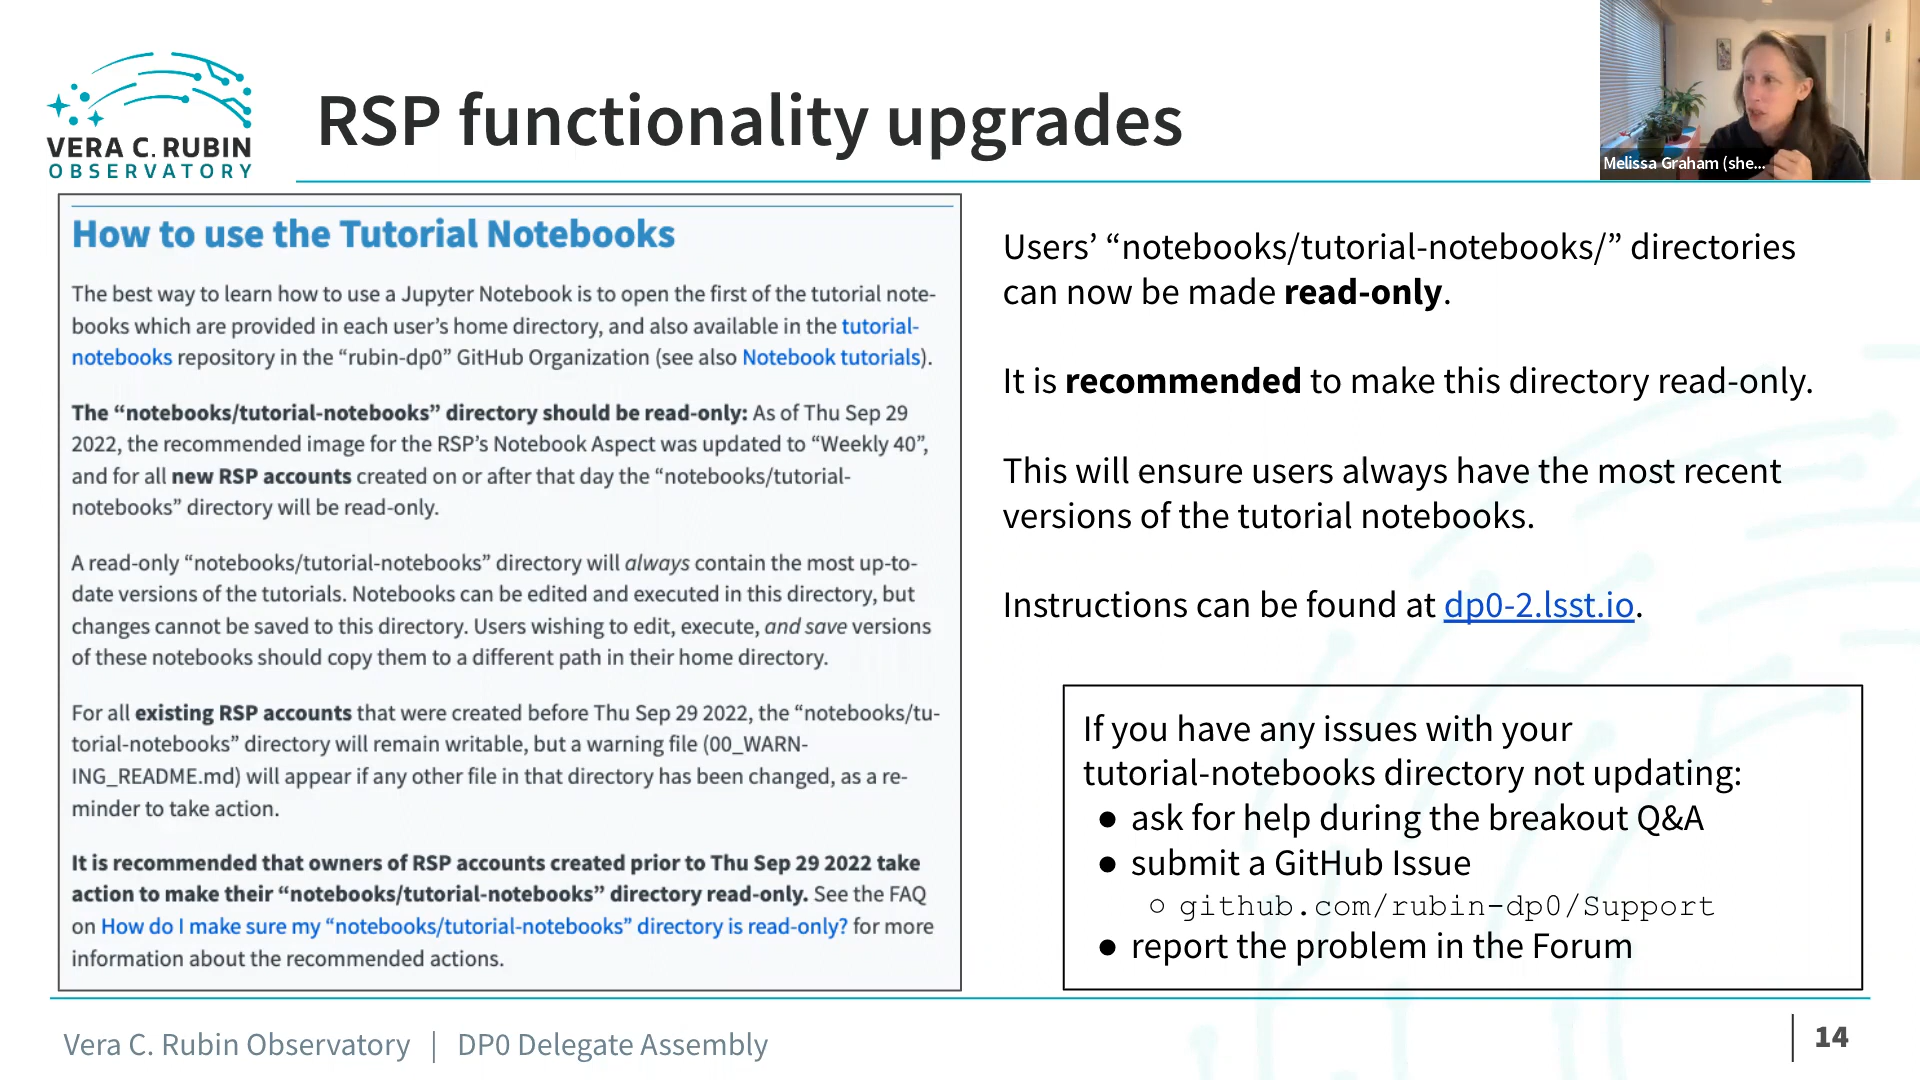 VERA C. RUBIN
OBSERVATORY
RSP functionality upgrades
Melissa Graham (she...
How to use the Tutorial Notebooks
The best way to learn how to use a Jupyter Notebook is to open the first of the tutorial note-
books which are provided in each user’s home directory, and also available in the tutorial-
notebooks repository in the “rubin-dp0” GitHub Organization (see also Notebook tutorials).
The “notebooks/tutorial-notebooks” directory should be read-only: As of Thu Sep 29
2022, the recommended image for the RSP’s Notebook Aspect was updated to “Weekly 40”,
and for all new RSP accounts created on or after that day the “notebooks/tutorial-
notebooks” directory will be read-only.
A read-only “notebooks/tutorial-notebooks” directory will always contain the most up-to-
date versions of the tutorials. Notebooks can be edited and executed in this directory, but
changes cannot be saved to this directory. Users wishing to edit, execute, and save versions
of these notebooks should copy them to a different path in their home directory.
For all existing RSP accounts that were created before Thu Sep 29 2022, the “notebooks/tu-
torial-notebooks” directory will remain writable, but a warning file (00_WARN-
ING_README.md) will appear if any other file in that directory has been changed, as a re-
minder to take action.
It is recommended that owners of RSP accounts created prior to Thu Sep 29 2022 take
action to make their “notebooks/tutorial-notebooks” directory read-only. See the FAQ
on How do I make sure my “notebooks/tutorial-notebooks” directory is read-only? for more
information about the recommended actions.
Users’ “notebooks/tutorial-notebooks/” directories
can now be made read-only.
It is recommended to make this directory read-only.
This will ensure users always have the most recent
versions of the tutorial notebooks.
Instructions can be found at dp0-2.lsst.io.
If you have any issues with your
tutorial-notebooks directory not updating:
● ask for help during the breakout Q&A
● submit a GitHub Issue
○ github.com/rubin-dp0/Support
● report the problem in the Forum
Vera C. Rubin Observatory | DP0 Delegate Assembly
14